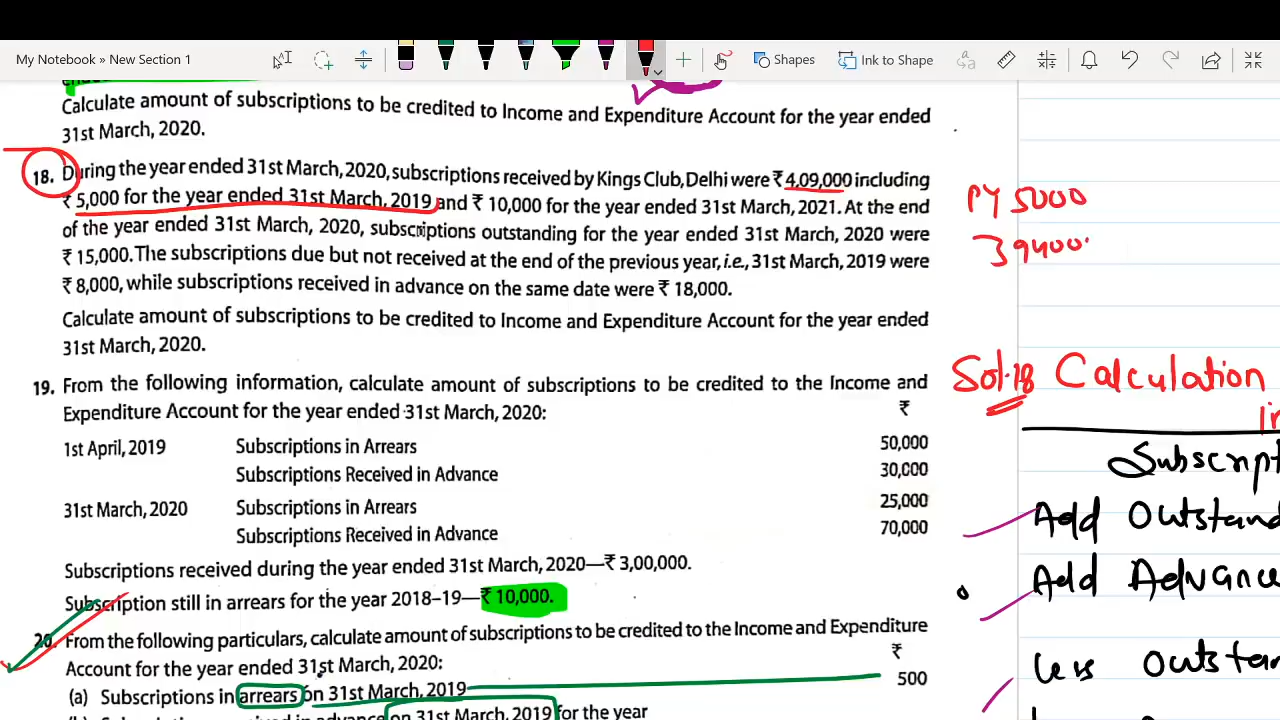 My Notebook » New Section 1
Shapes
Ink to Shape
Calculate amount of subscriptions to be credited to Income and Expenditure Account for the year ended
31st March, 2020.
18. During the year ended 31st March, 2020, subscriptions received by Kings Club, Delhi were ₹ 4,09,000 including
₹ 5,000 for the year ended 31st March, 2019 and ₹ 10,000 for the year ended 31st March, 2021. At the end
of the year ended 31st March, 2020, subscriptions outstanding for the year ended 31st March, 2020 were
₹ 15,000. The subscriptions due but not received at the end of the previous year, i.e., 31st March, 2019 were
₹ 8,000, while subscriptions received in advance on the same date were ₹ 18,000.
Calculate amount of subscriptions to be credited to Income and Expenditure Account for the year ended
31st March, 2020.
PY 5000
39400
19. From the following information, calculate amount of subscriptions to be credited to the Income and
Expenditure Account for the year ended 31st March, 2020: ₹
1st April, 2019 Subscriptions in Arrears 50,000
Subscriptions Received in Advance 30,000
31st March, 2020 Subscriptions in Arrears 25,000
Subscriptions Received in Advance 70,000
Subscriptions received during the year ended 31st March, 2020—₹ 3,00,000.
Subscription still in arrears for the year 2018–19—₹ 10,000.
20. From the following particulars, calculate amount of subscriptions to be credited to the Income and Expenditure
Account for the year ended 31st March, 2020: ₹
(a) Subscriptions in arrears on 31st March, 2019 500
on 31st March, 2019 for the year
Sol. 18 Calculation
in
Subscript
Add Outstand
Add Advance
Less Outstan